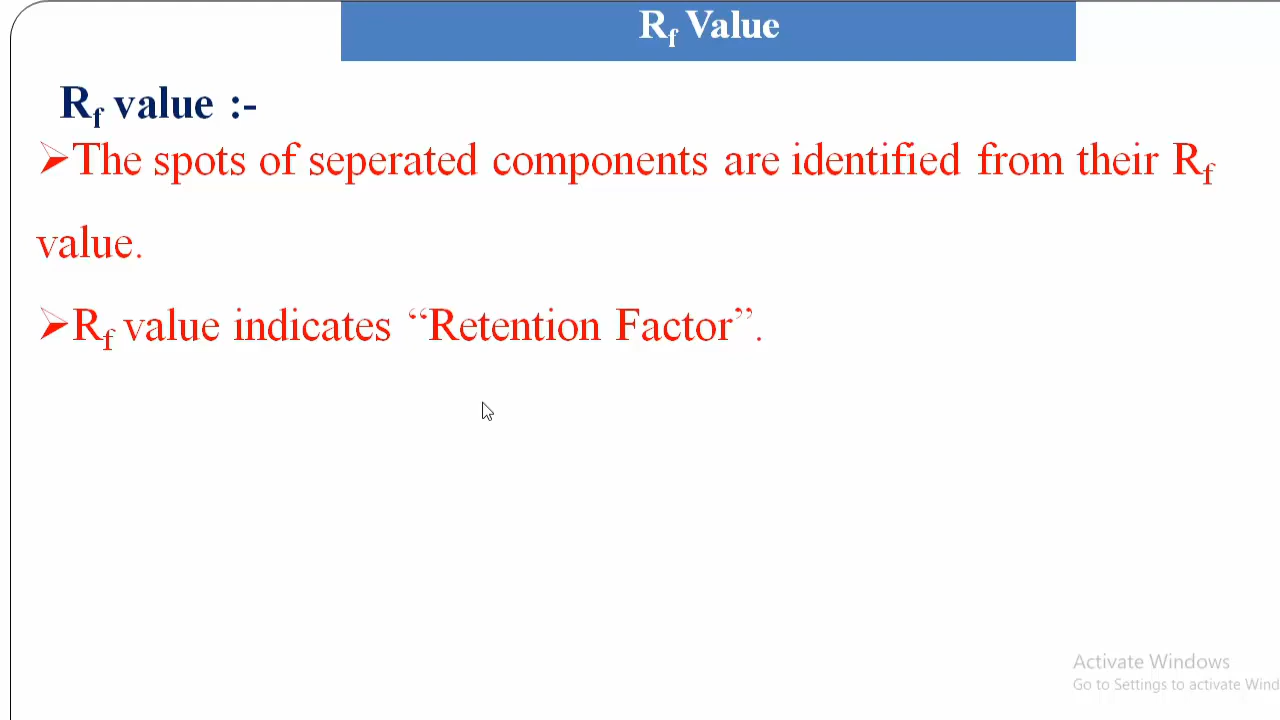 Rf Value
Rf value :-
➢The spots of seperated components are identified from their Rf
value.
➢Rf value indicates “Retention Factor”.
Activate Windows
Go to Settings to activate Wind